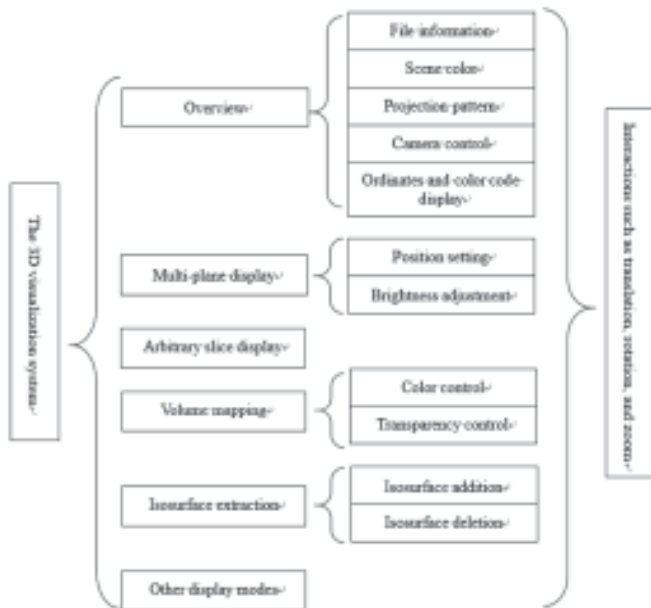 The 3D visualization system
Overview
File information
Scene color
Projection pattern
Camera control
Ordinates and color code
display
Multi-plane display
Position setting
Brightness adjustment
Arbitrary slice display
Volume mapping
Color control
Transparency control
Isosurface extraction
Isosurface addition
Isosurface deletion
Other display modes
Interactions such as translation, rotation, and zoom